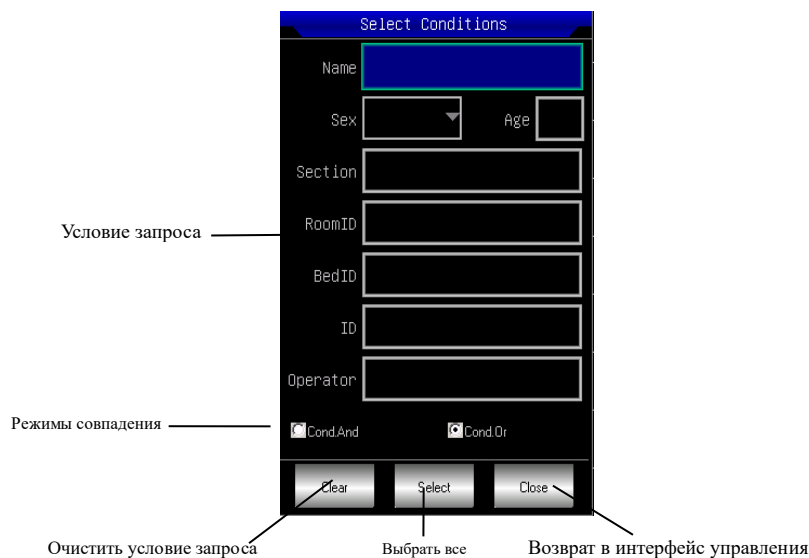 Select Conditions
Name
Sex Age
Section
Условие запроса RoomID
BedID
ID
Operator
Режимы совпадения Cond.And Cond.Or
Clear Select Close
Очистить условие запроса Выбрать все Возврат в интерфейс управления